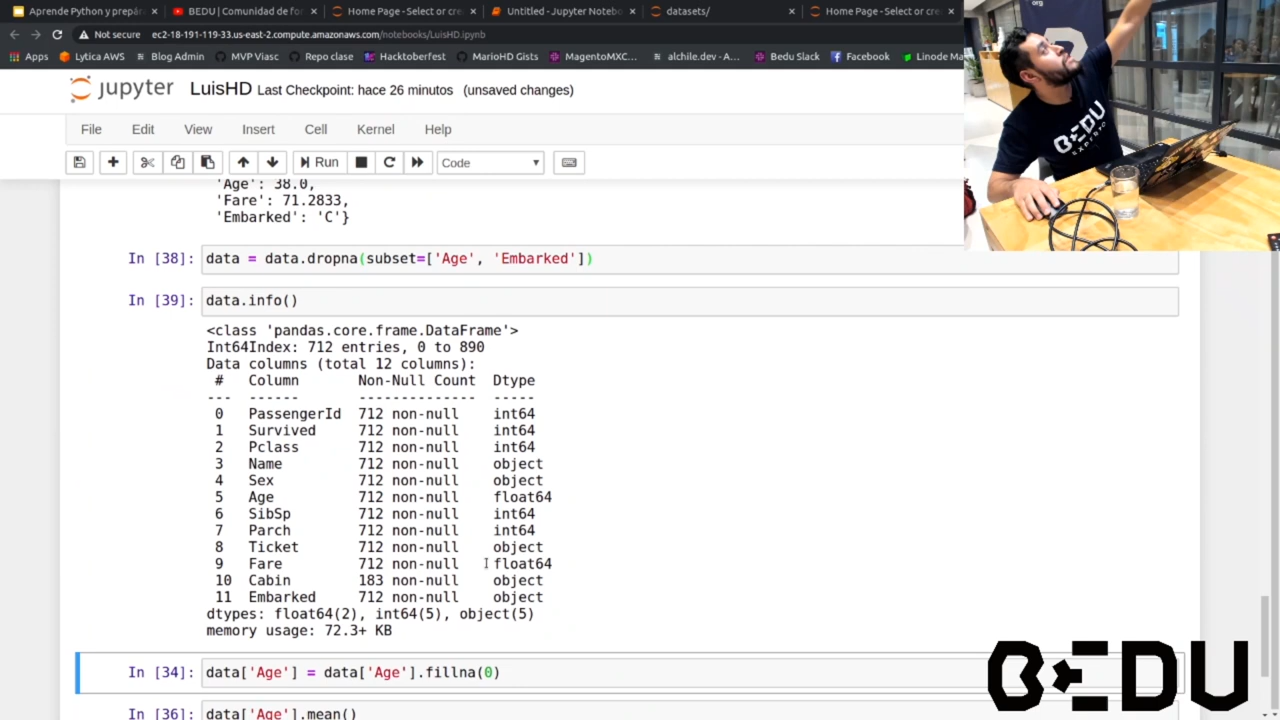 Aprende Python y prepár
BEDU | Comunidad de for
Home Page - Select or cre
Untitled - Jupyter Notebo
datasets/
Home Page - Select or cre
Not secure
ec2-18-191-119-33.us-east-2.compute.amazonaws.com/notebooks/LuisHD.ipynb
Apps
Lytica AWS
Blog Admin
MVP View
Repo clase
Hacktoberfest
MarioHD Gists
MagentoMXC...
alchile.dev - A...
Bedu Slack
Facebook
Linode Ma
org
BEDU
EXPERTO
jupyter LuisHD Last Checkpoint: hace 26 minutos (unsaved changes)
File Edit View Insert Cell Kernel Help
Run
Code
'Age': 38.0,
'Fare': 71.2833,
'Embarked': 'C'}
In [38]: data = data.dropna(subset=['Age', 'Embarked'])
In [39]: data.info()
<class 'pandas.core.frame.DataFrame'>
Int64Index: 712 entries, 0 to 890
Data columns (total 12 columns):
# Column Non-Null Count Dtype
--- ------ -------------- -----
0 PassengerId 712 non-null int64
1 Survived 712 non-null int64
2 Pclass 712 non-null int64
3 Name 712 non-null object
4 Sex 712 non-null object
5 Age 712 non-null float64
6 SibSp 712 non-null int64
7 Parch 712 non-null int64
8 Ticket 712 non-null object
9 Fare 712 non-null float64
10 Cabin 183 non-null object
11 Embarked 712 non-null object
dtypes: float64(2), int64(5), object(5)
memory usage: 72.3+ KB
In [34]: data['Age'] = data['Age'].fillna(0)
In [36]: data['Age'].mean()
BEDU